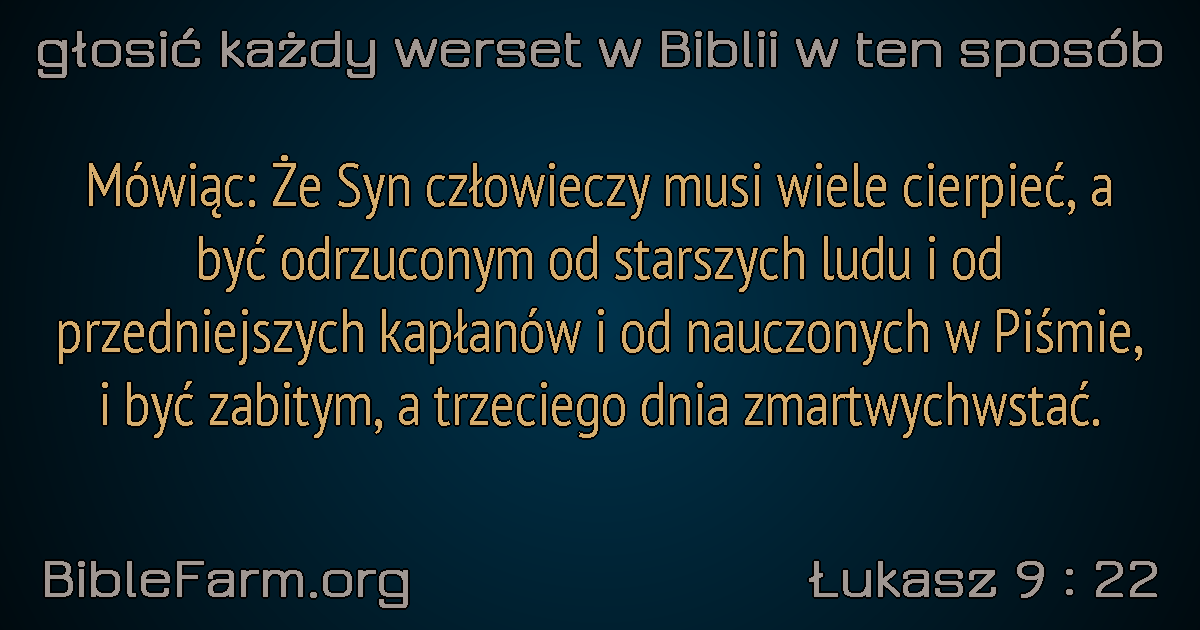 głosić każdy werset w Biblii w ten sposób
Mówiąc: Że Syn człowieczy musi wiele cierpieć, a
być odrzuconym od starszych ludu i od
przedniejszych kapłanów i od nauczonych w Piśmie,
i być zabitym, a trzeciego dnia zmartwychwstać.
BibleFarm.org
Łukasz 9 : 22